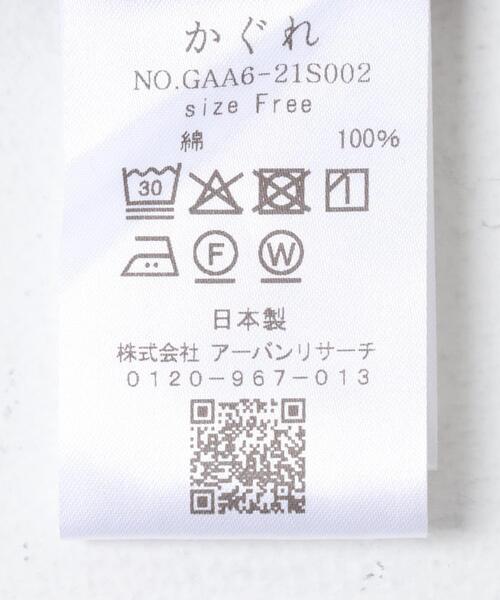 かぐれ
NO.GAA6-21S002
size Free
綿 100%
30
F W
日本製
株式会社 アーバンリサーチ
0120-967-013